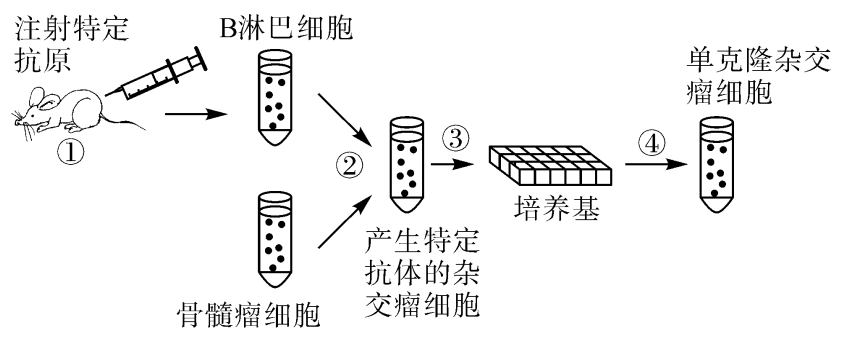 注射特定
抗原
①
B淋巴细胞
骨髓瘤细胞
②
产生特定
抗体的杂
交瘤细胞
③
培养基
④
单克隆杂交
瘤细胞